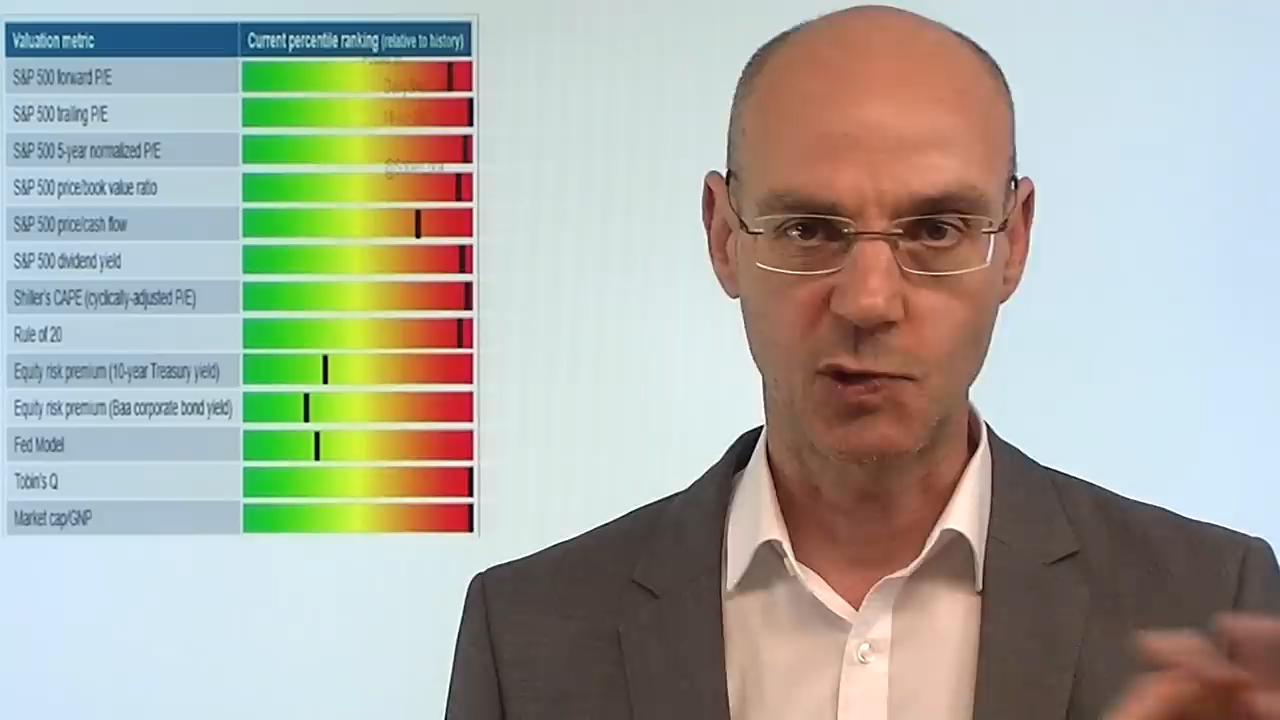 Valuation metric Current percentile ranking (relative to history)
S&P 500 forward P/E
S&P 500 trailing P/E
S&P 500 5-year normalized P/E
S&P 500 price/book value ratio
S&P 500 price/cash flow
S&P 500 dividend yield
Shiller's CAPE (cyclically-adjusted P/E)
Rule of 20
Equity risk premium (10-year Treasury yield)
Equity risk premium (Baa corporate bond yield)
Fed Model
Tobin's Q
Market cap/GNP